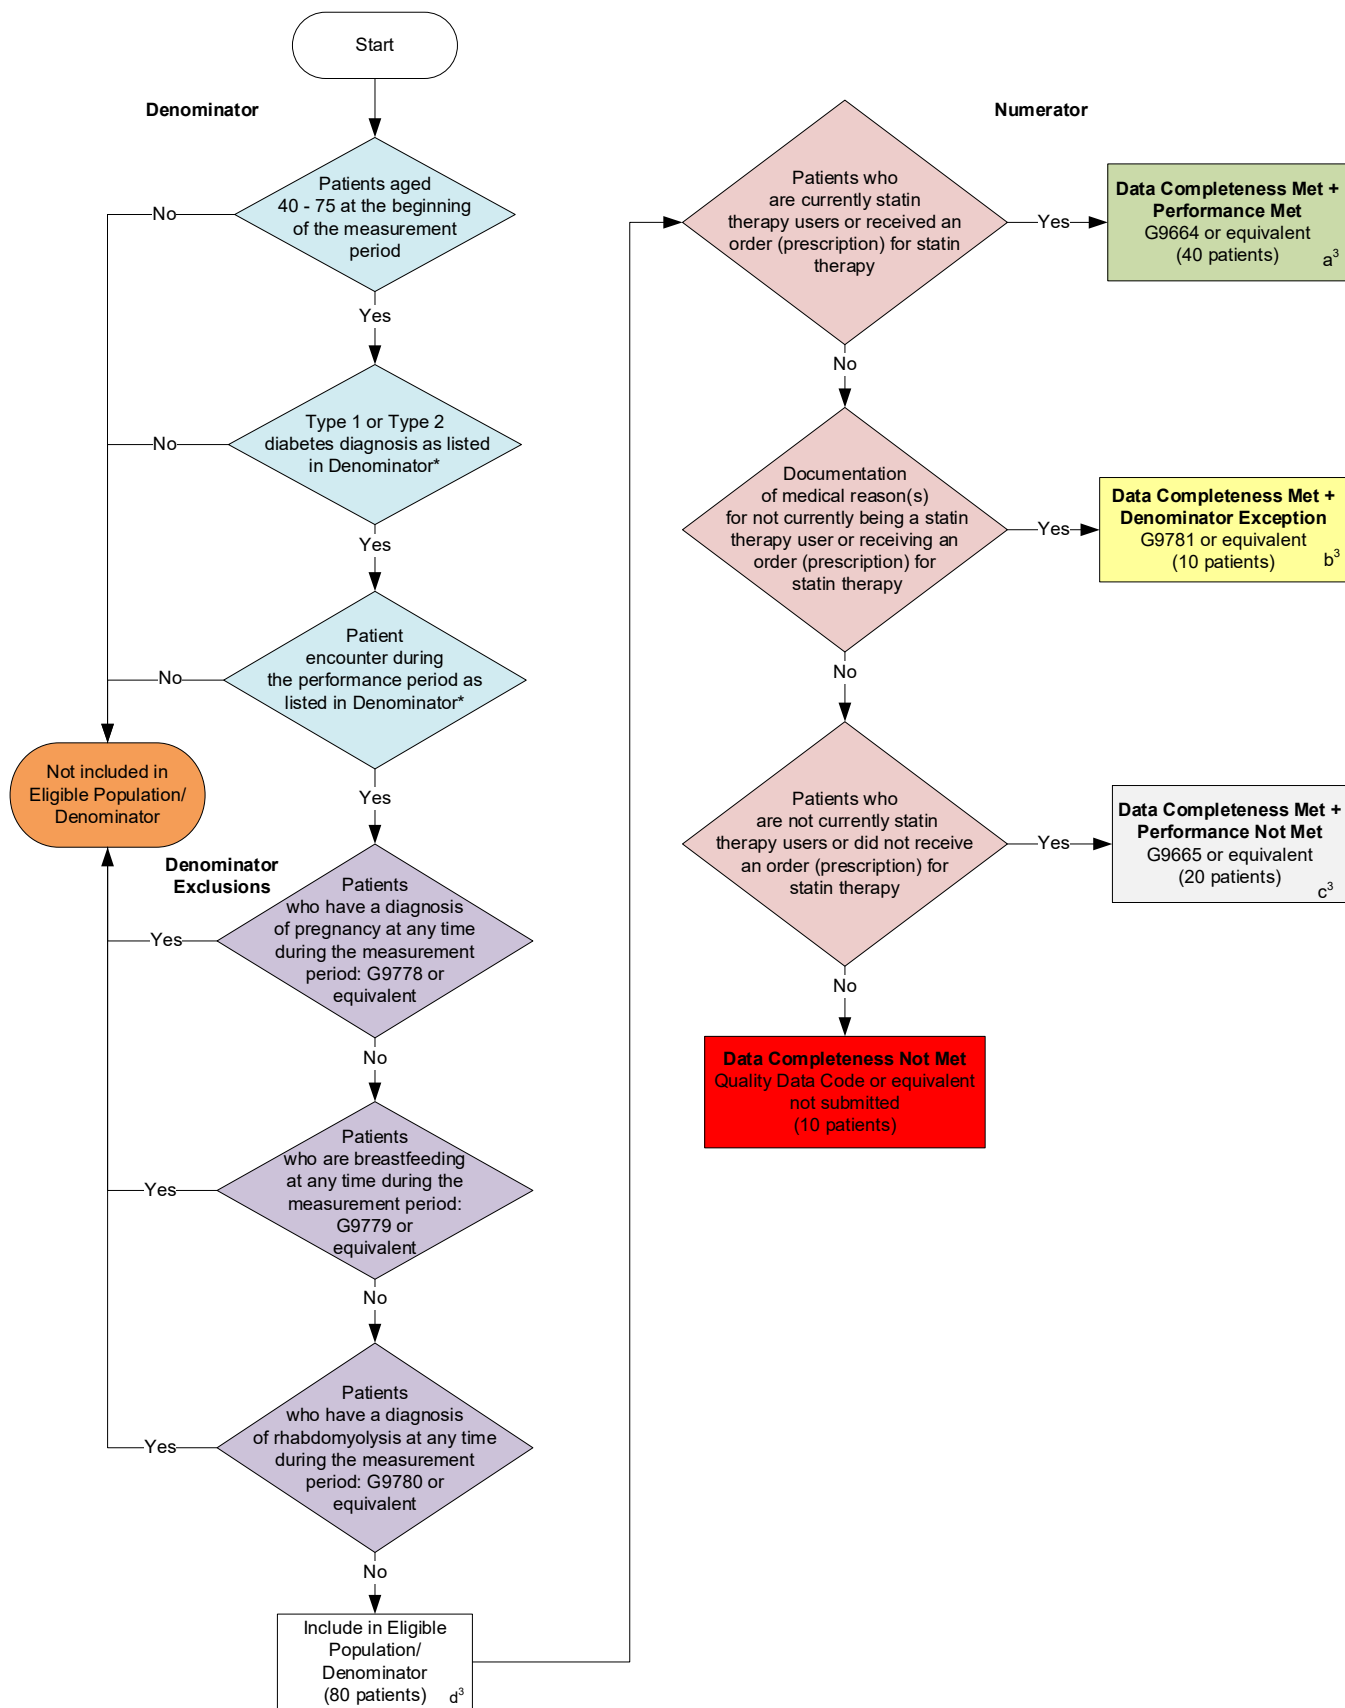 Start
Denominator
Patients aged
40 - 75 at the beginning
of the measurement
period
No
Yes
Type 1 or Type 2
diabetes diagnosis as listed
in Denominator*
No
Yes
Patient
encounter during
the performance period as
listed in Denominator*
No
Yes
Not included in
Eligible Population/
Denominator
Denominator
Exclusions
Patients
who have a diagnosis
of pregnancy at any time
during the measurement
period: G9778 or
equivalent
Yes
No
Patients
who are breastfeeding
at any time during the
measurement period:
G9779 or
equivalent
Yes
No
Patients
who have a diagnosis
of rhabdomyolysis at any time
during the measurement
period: G9780 or
equivalent
Yes
No
Include in Eligible
Population/
Denominator
(80 patients)
d³
Numerator
Patients who
are currently statin
therapy users or received an
order (prescription) for statin
therapy
Yes
Data Completeness Met +
Performance Met
G9664 or equivalent
(40 patients)
a³
No
Documentation
of medical reason(s)
for not currently being a statin
therapy user or receiving an
order (prescription) for
statin therapy
Yes
Data Completeness Met +
Denominator Exception
G9781 or equivalent
(10 patients)
b³
No
Patients who
are not currently statin
therapy users or did not receive
an order (prescription) for
statin therapy
Yes
Data Completeness Met +
Performance Not Met
G9665 or equivalent
(20 patients)
c³
No
Data Completeness Not Met
Quality Data Code or equivalent
not submitted
(10 patients)